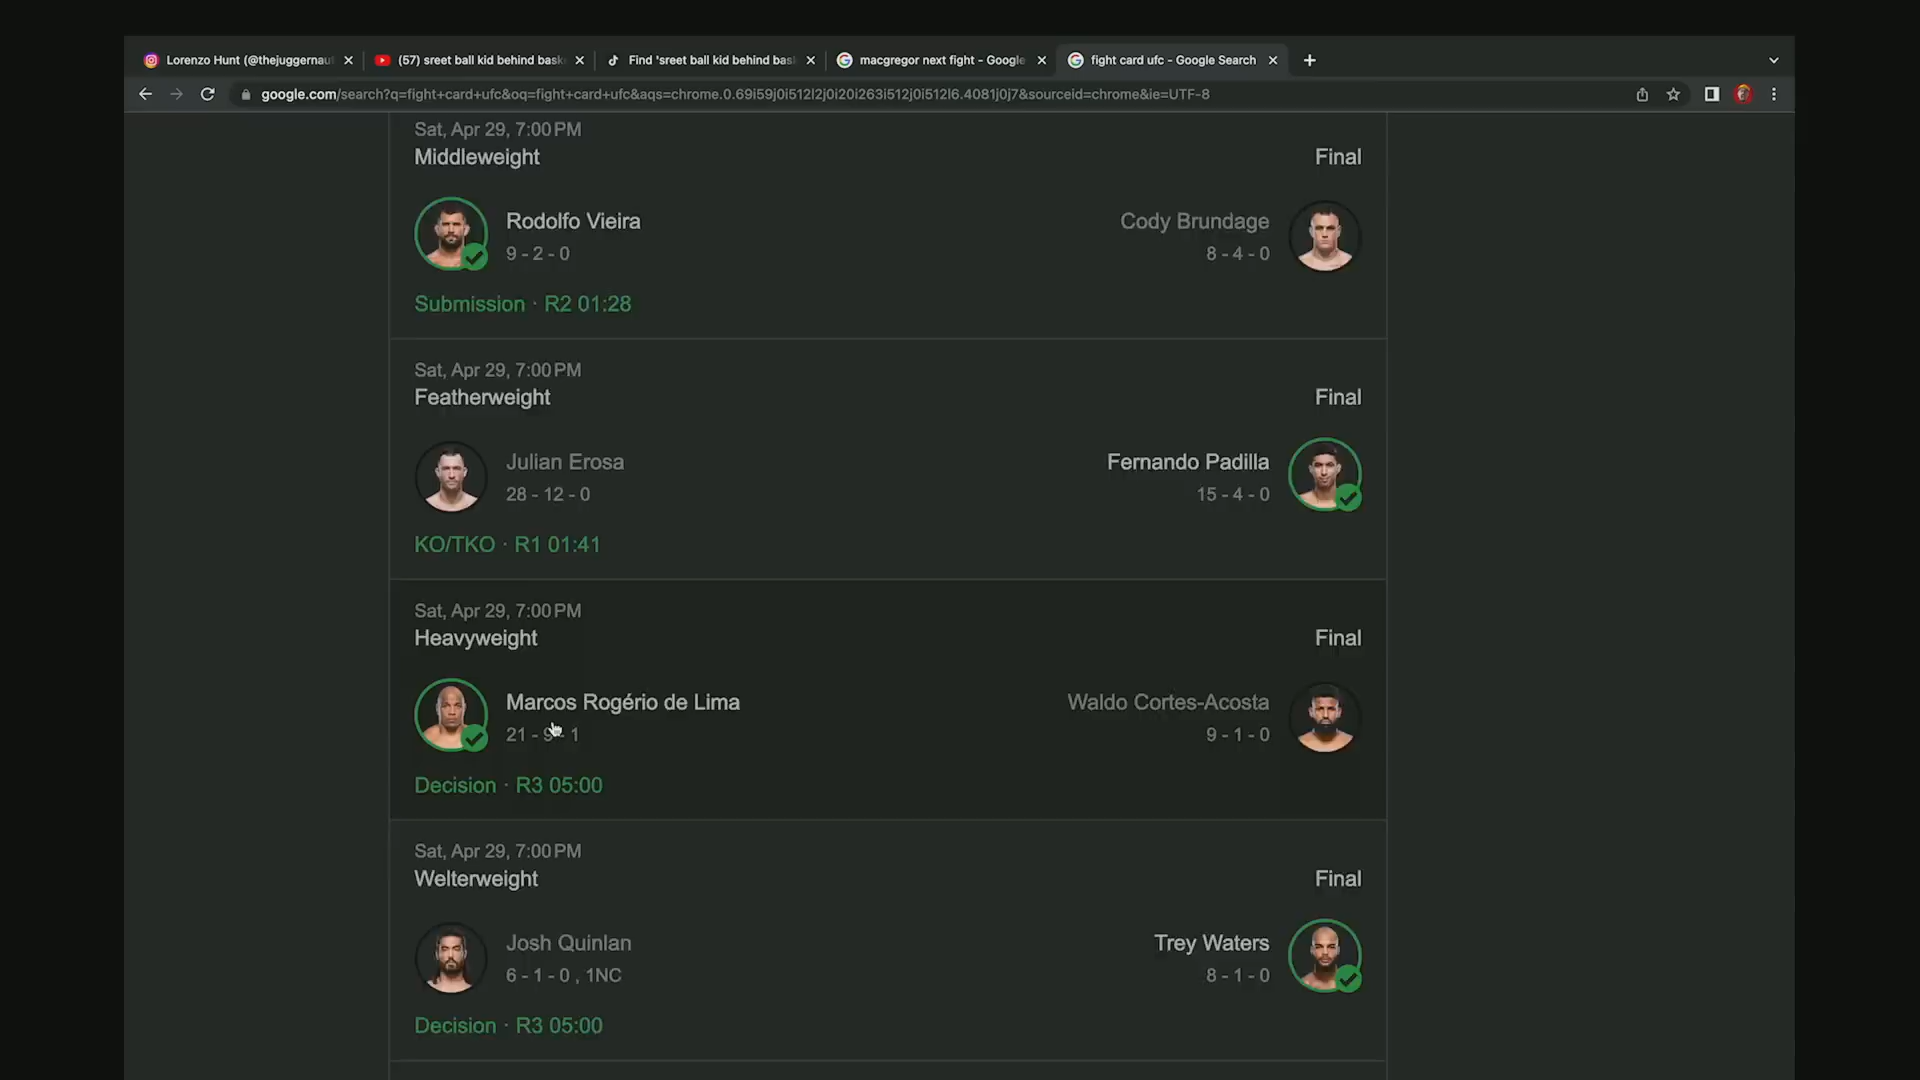 Lorenzo Hunt (@thejuggernau
(57) sreet ball kid behind bask
Find 'sreet ball kid behind bas
macgregor next fight - Google
fight card ufc - Google Search
google.com/search?q=fight+card+ufc&oq=fight+card+ufc&aqs=chrome.0.69i59j0i512l2j0i20i263i512j0i512l6.4081j0j7&sourceid=chrome&ie=UTF-8
Sat, Apr 29, 7:00 PM
Middleweight Final
Rodolfo Vieira Cody Brundage
9 - 2 - 0 8 - 4 - 0
Submission · R2 01:28
Sat, Apr 29, 7:00 PM
Featherweight Final
Julian Erosa Fernando Padilla
28 - 12 - 0 15 - 4 - 0
KO/TKO · R1 01:41
Sat, Apr 29, 7:00 PM
Heavyweight Final
Marcos Rogério de Lima Waldo Cortes-Acosta
21 - 9 - 1 9 - 1 - 0
Decision · R3 05:00
Sat, Apr 29, 7:00 PM
Welterweight Final
Josh Quinlan Trey Waters
6 - 1 - 0 , 1NC 8 - 1 - 0
Decision · R3 05:00